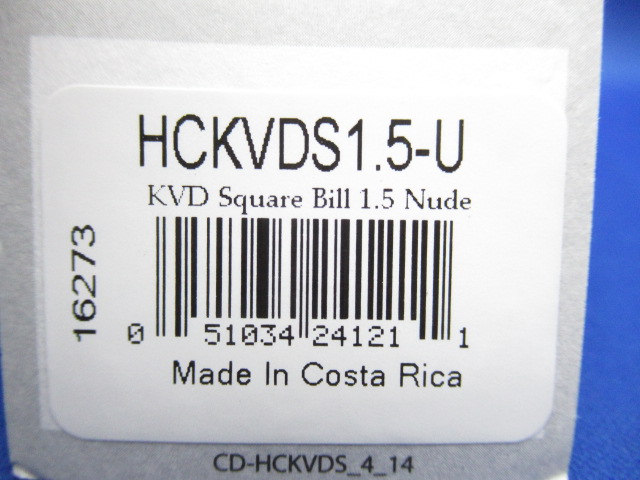 HCKVDS1.5-U
KVD Square Bill 1.5 Nude
16273
0 51034 24121 1
Made In Costa Rica
CD-HCKVDS_4_14